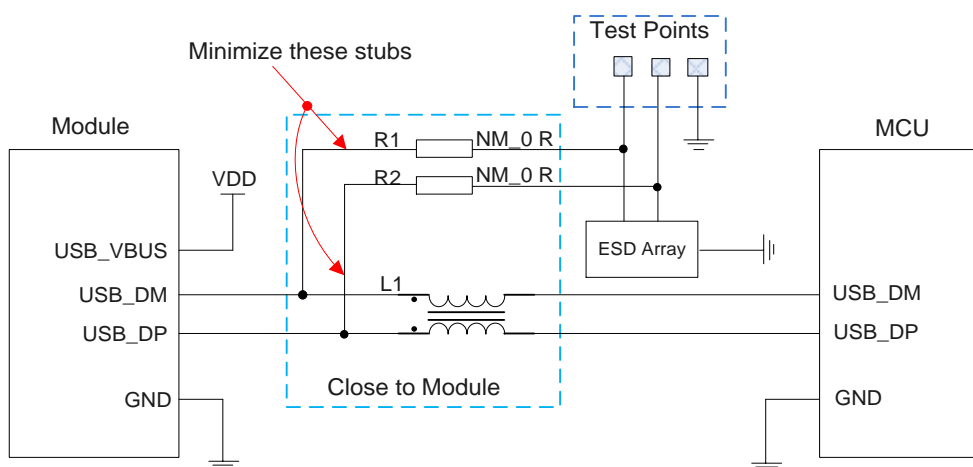 Test Points
Minimize these stubs
Module
MCU
R1
NM_0 R
VDD
R2
NM_0 R
USB_VBUS
ESD Array
USB_DM
L1
USB_DM
USB_DP
USB_DP
Close to Module
GND
GND